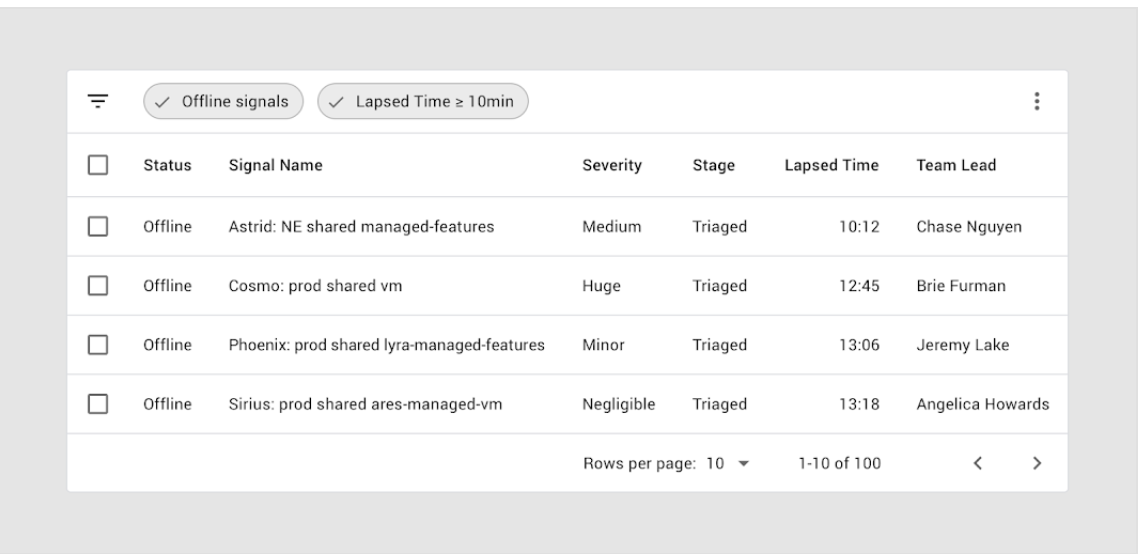 Offline signals Lapsed Time ≥ 10min
Status Signal Name Severity Stage Lapsed Time Team Lead
Offline Astrid: NE shared managed-features Medium Triaged 10:12 Chase Nguyen
Offline Cosmo: prod shared vm Huge Triaged 12:45 Brie Furman
Offline Phoenix: prod shared lyra-managed-features Minor Triaged 13:06 Jeremy Lake
Offline Sirius: prod shared ares-managed-vm Negligible Triaged 13:18 Angelica Howards
Rows per page: 10 1-10 of 100